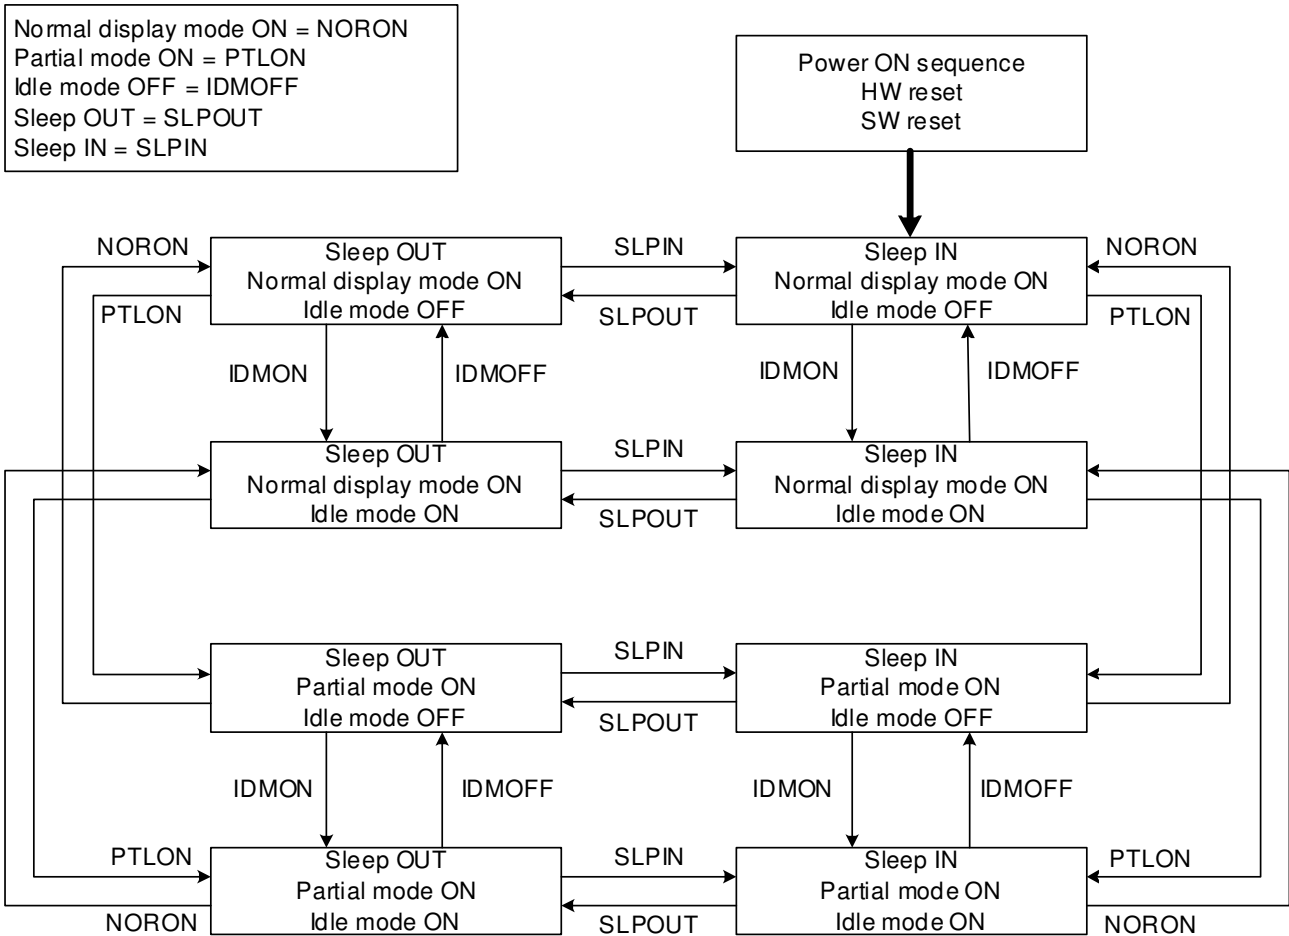 Normal display mode ON = NORON
Partial mode ON = PTLON
Idle mode OFF = IDMOFF
Sleep OUT = SLPOUT
Sleep IN = SLPIN
Power ON sequence
HW reset
SW reset
NORON
Sleep OUT
Normal display mode ON
Idle mode OFF
SLPIN
Sleep IN
Normal display mode ON
Idle mode OFF
NORON
PTLON
SLPOUT
PTLON
IDMON
IDMOFF
IDMON
IDMOFF
Sleep OUT
Normal display mode ON
Idle mode ON
SLPIN
SLPOUT
Sleep IN
Normal display mode ON
Idle mode ON
Sleep OUT
Partial mode ON
Idle mode OFF
SLPIN
SLPOUT
Sleep IN
Partial mode ON
Idle mode OFF
IDMON
IDMOFF
IDMON
IDMOFF
PTLON
Sleep OUT
Partial mode ON
Idle mode ON
SLPIN
Sleep IN
Partial mode ON
Idle mode ON
PTLON
NORON
SLPOUT
NORON